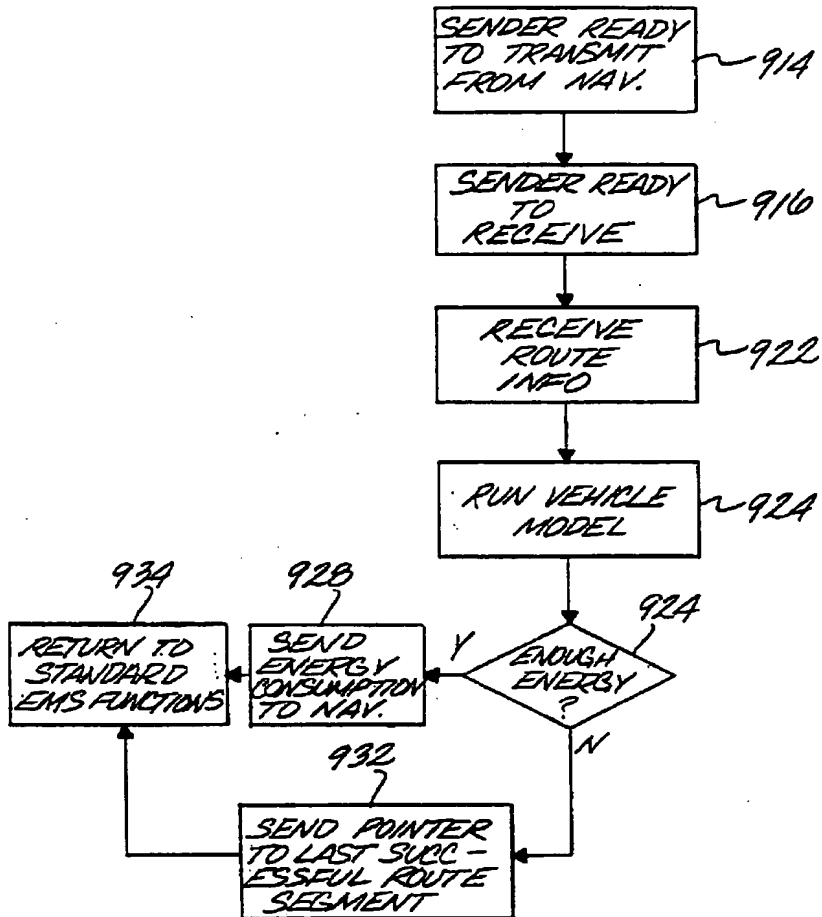 SENDER READY
TO TRANSMIT
FROM NAV.
914
SENDER READY
TO
RECEIVE
916
RECEIVE
ROUTE
INFO
922
RUN VEHICLE
MODEL
924
934
928
924
RETURN TO
STANDARD
EMS FUNCTIONS
SEND
ENERGY
CONSUMPTION
TO NAV.
Y
ENOUGH
ENERGY
?
N
932
SEND POINTER
TO LAST SUCC-
ESSFUL ROUTE
SEGMENT